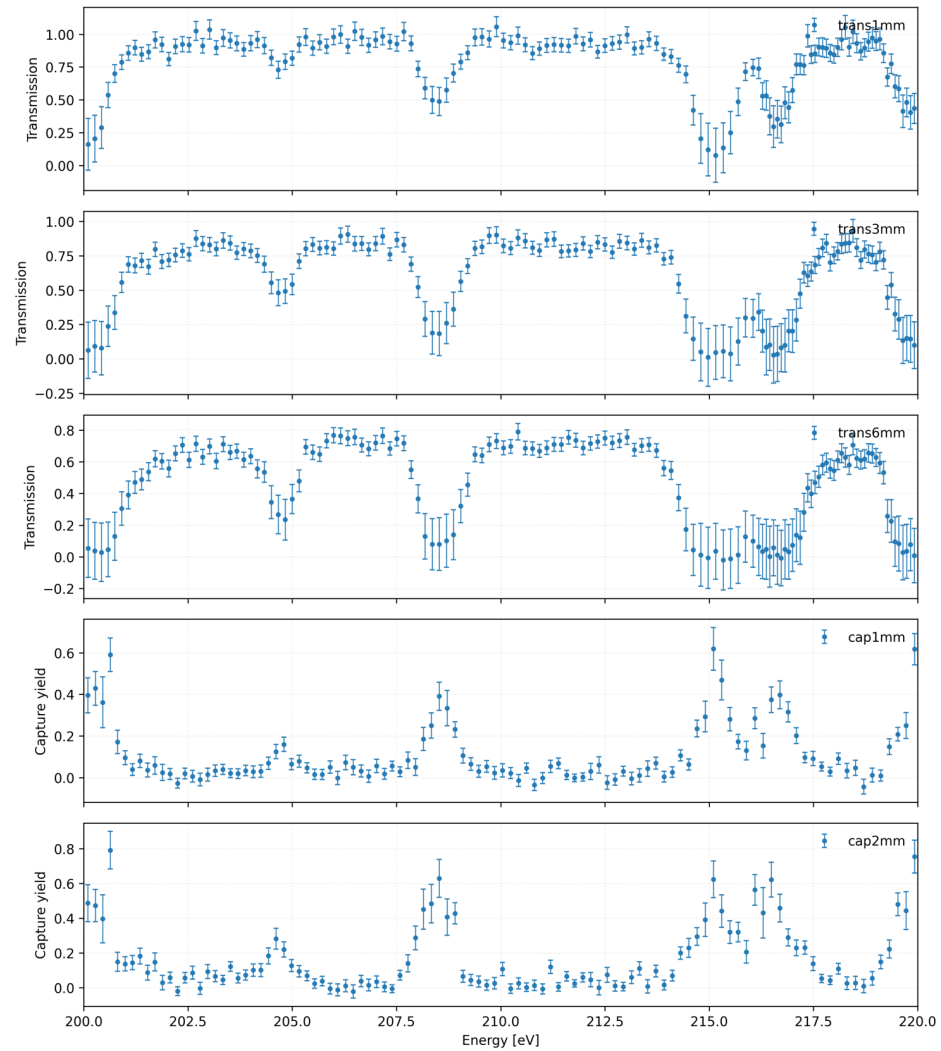 trans1mm
1.00
0.75
0.50
0.25
0.00
Transmission
trans3mm
1.00
0.75
0.50
0.25
0.00
−0.25
Transmission
trans6mm
0.8
0.6
0.4
0.2
0.0
−0.2
Transmission
cap1mm
0.6
0.4
0.2
0.0
Capture yield
cap2mm
0.8
0.6
0.4
0.2
0.0
Capture yield
200.0 202.5 205.0 207.5 210.0 212.5 215.0 217.5 220.0
Energy [eV]